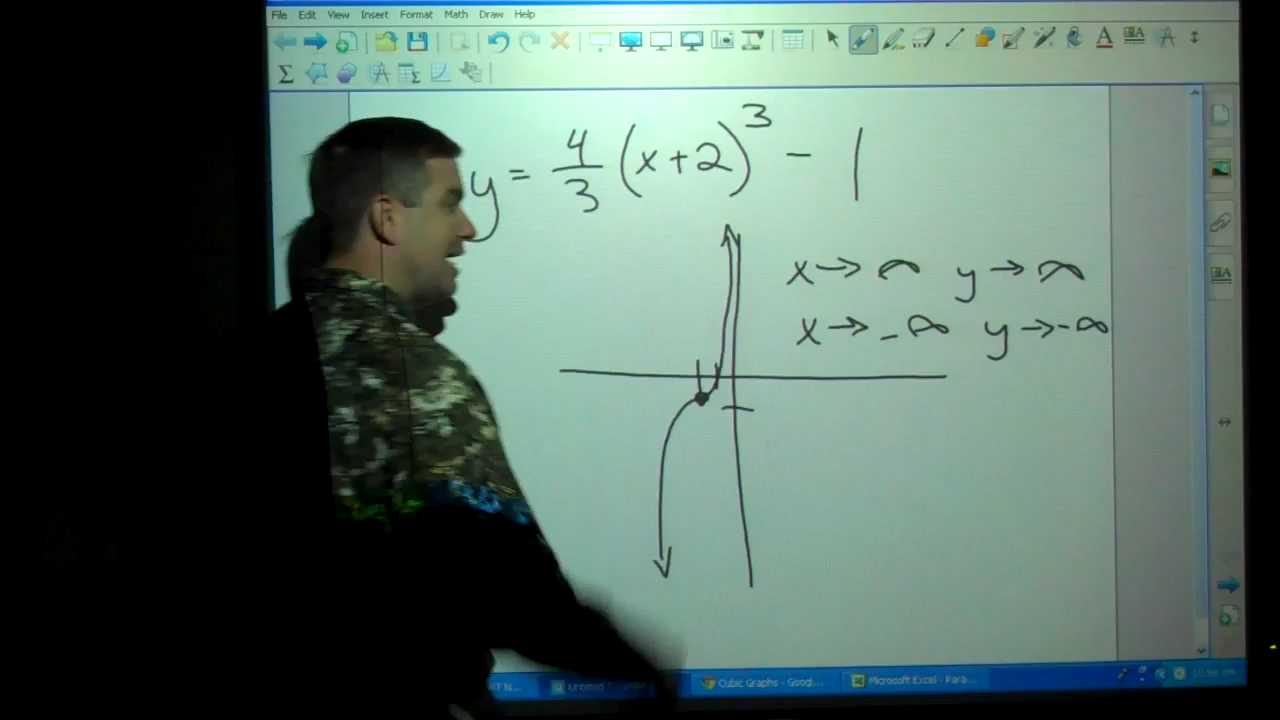 File Edit View Insert Format Math Draw Help
y = 4/3 (x+2)^3 - 1
x → ∞ y → ∞
x → -∞ y → -∞
Cubic Graphs - Googl... Microsoft Excel - Para...